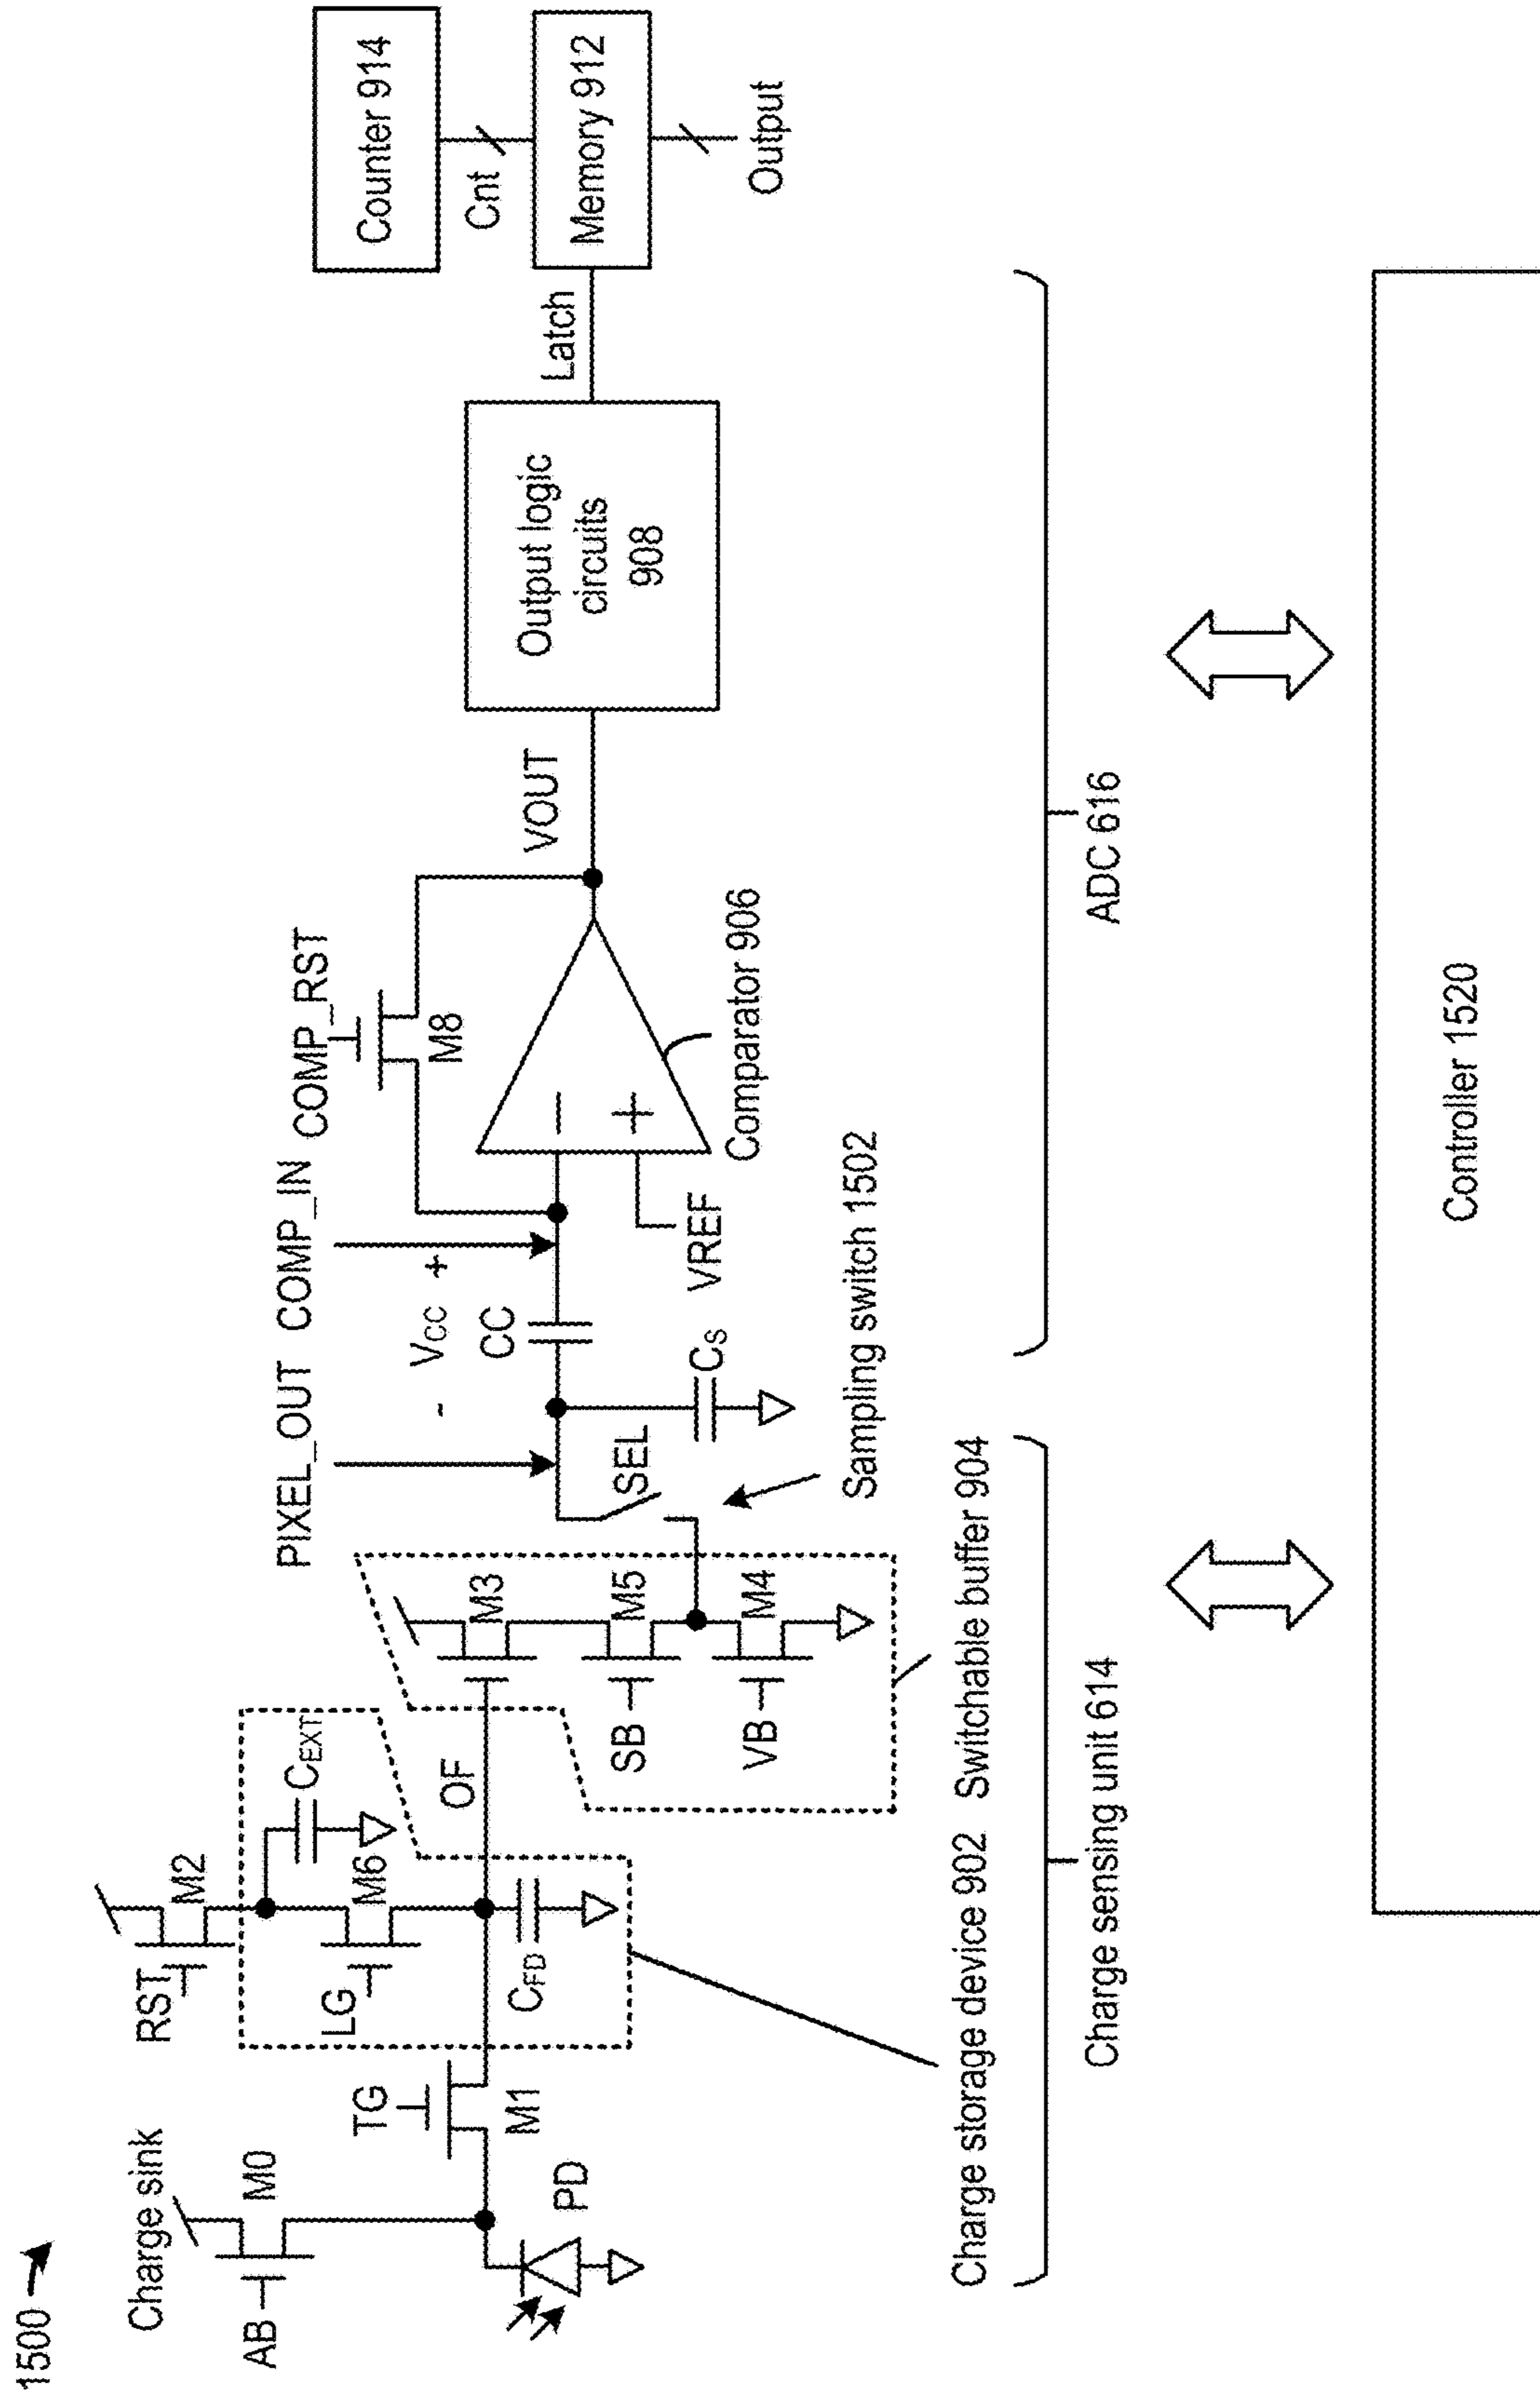 1500
Charge sink
AB
M0
PD
TG
M1
RST
M2
LG
M6
CEXT
CFD
OF
M3
SB
M5
VB
M4
Charge storage device 902
Switchable buffer 904
Charge sensing unit 614
PIXEL_OUT
COMP_IN
COMP_RST
- VCC +
CC
CS
SEL
Sampling switch 1502
M8
−
+
VREF
Comparator 906
VOUT
Output logic
circuits
908
Latch
Counter 914
Cnt
Memory 912
Output
ADC 616
Controller 1520